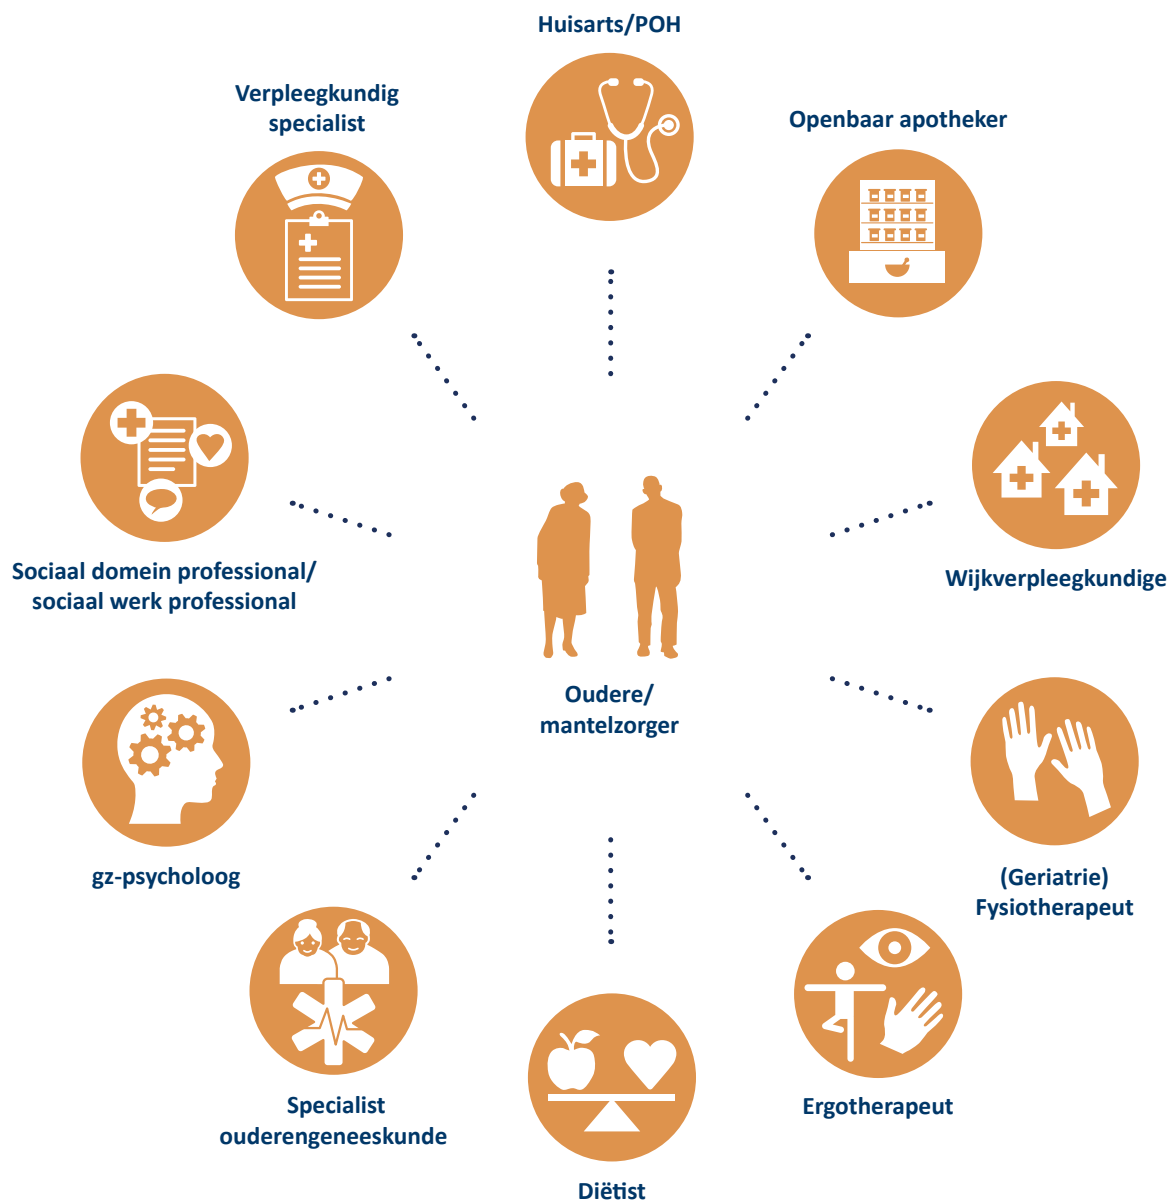 Huisarts/POH
Verpleegkundig
specialist
Openbaar apotheker
Sociaal domein professional/
sociaal werk professional
Wijkverpleegkundige
Oudere/
mantelzorger
gz-psycholoog
(Geriatrie)
Fysiotherapeut
Specialist
ouderengeneeskunde
Ergotherapeut
Diëtist